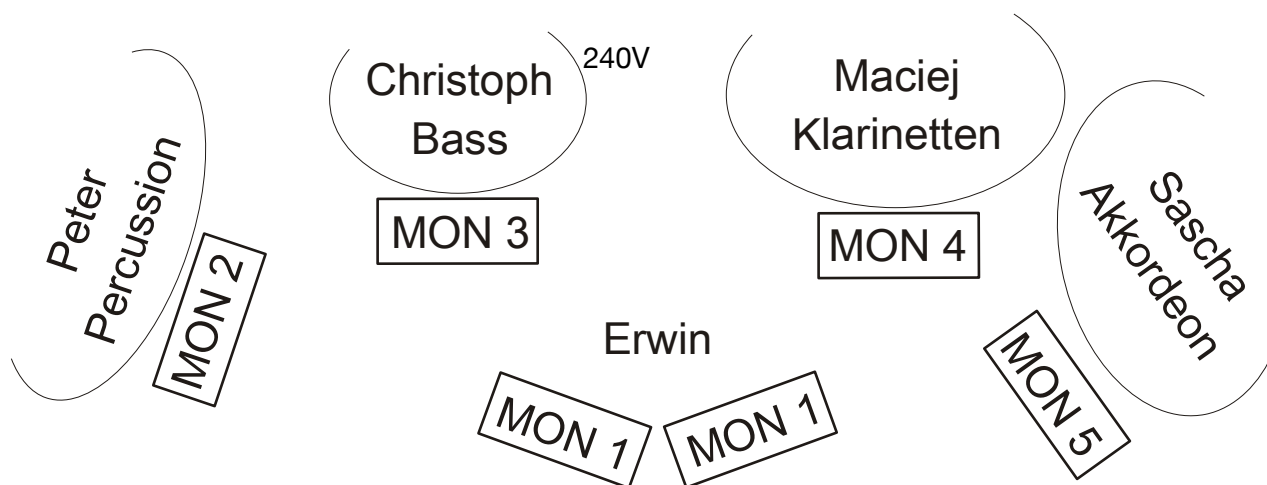 Peter
Percussion
MON 2
Christoph
Bass
240V
MON 3
Maciej
Klarinetten
MON 4
Sascha
Akkordeon
MON 5
Erwin
MON 1
MON 1